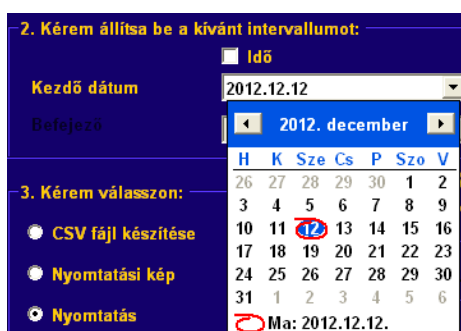 2. Kérem állítsa be a kívánt intervallumot:
Idő
Kezdő dátum
2012.12.12
Befejező
2012. december
H K Sze Cs P Szo V
26 27 28 29 30 1 2
3 4 5 6 7 8 9
10 11 12 13 14 15 16
17 18 19 20 21 22 23
24 25 26 27 28 29 30
31 1 2 3 4 5 6
Ma: 2012.12.12.
3. Kérem válasszon:
CSV fájl készítése
Nyomtatási kép
Nyomtatás